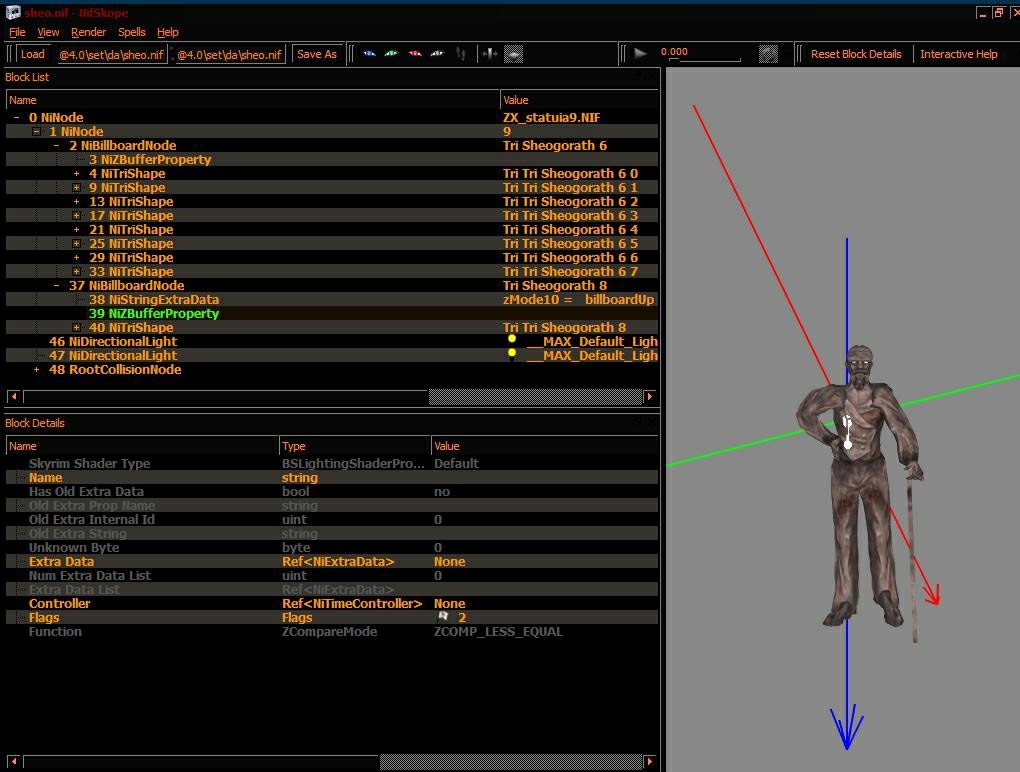 sheo.nif - NifSkope
File View Render Spells Help
Load @4.0\set\da\sheo.nif @4.0\set\da\sheo.nif Save As 0.000 Reset Block Details Interactive Help
Block List
Name Value
0 NiNode ZX_statuia9.NIF
1 NiNode 9
2 NiBillboardNode Tri Sheogorath 6
3 NiZBufferProperty
4 NiTriShape Tri Tri Sheogorath 6 0
9 NiTriShape Tri Tri Sheogorath 6 1
13 NiTriShape Tri Tri Sheogorath 6 2
17 NiTriShape Tri Tri Sheogorath 6 3
21 NiTriShape Tri Tri Sheogorath 6 4
25 NiTriShape Tri Tri Sheogorath 6 5
29 NiTriShape Tri Tri Sheogorath 6 6
33 NiTriShape Tri Tri Sheogorath 6 7
37 NiBillboardNode Tri Sheogorath 8
38 NiStringExtraData zMode10 = billboardUp
39 NiZBufferProperty
40 NiTriShape Tri Tri Sheogorath 8
46 NiDirectionalLight __MAX_Default_Ligh
47 NiDirectionalLight __MAX_Default_Ligh
48 RootCollisionNode
Block Details
Name Type Value
Skyrim Shader Type BSLightingShaderPro... Default
Name string
Has Old Extra Data bool no
Old Extra Prop Name string
Old Extra Internal Id uint 0
Old Extra String string
Unknown Byte byte 0
Extra Data Ref<NiExtraData> None
Num Extra Data List uint 0
Extra Data List Ref<NiExtraData>
Controller Ref<NiTimeController> None
Flags Flags 2
Function ZCompareMode ZCOMP_LESS_EQUAL